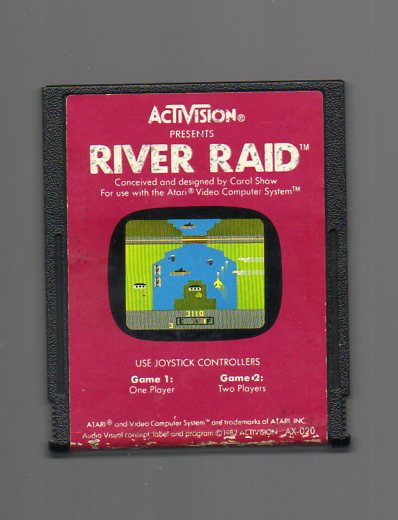 ACTIVISION®
PRESENTS
RIVER RAID™
Conceived and designed by Carol Shaw
For use with the Atari® Video Computer System™
3110
3
E F
USE JOYSTICK CONTROLLERS
Game 1: Game 2:
One Player Two Players
ATARI® and Video Computer System™ are trademarks of ATARI, INC.
Audio Visual concept, label and program © 1982 ACTIVISION AX-020